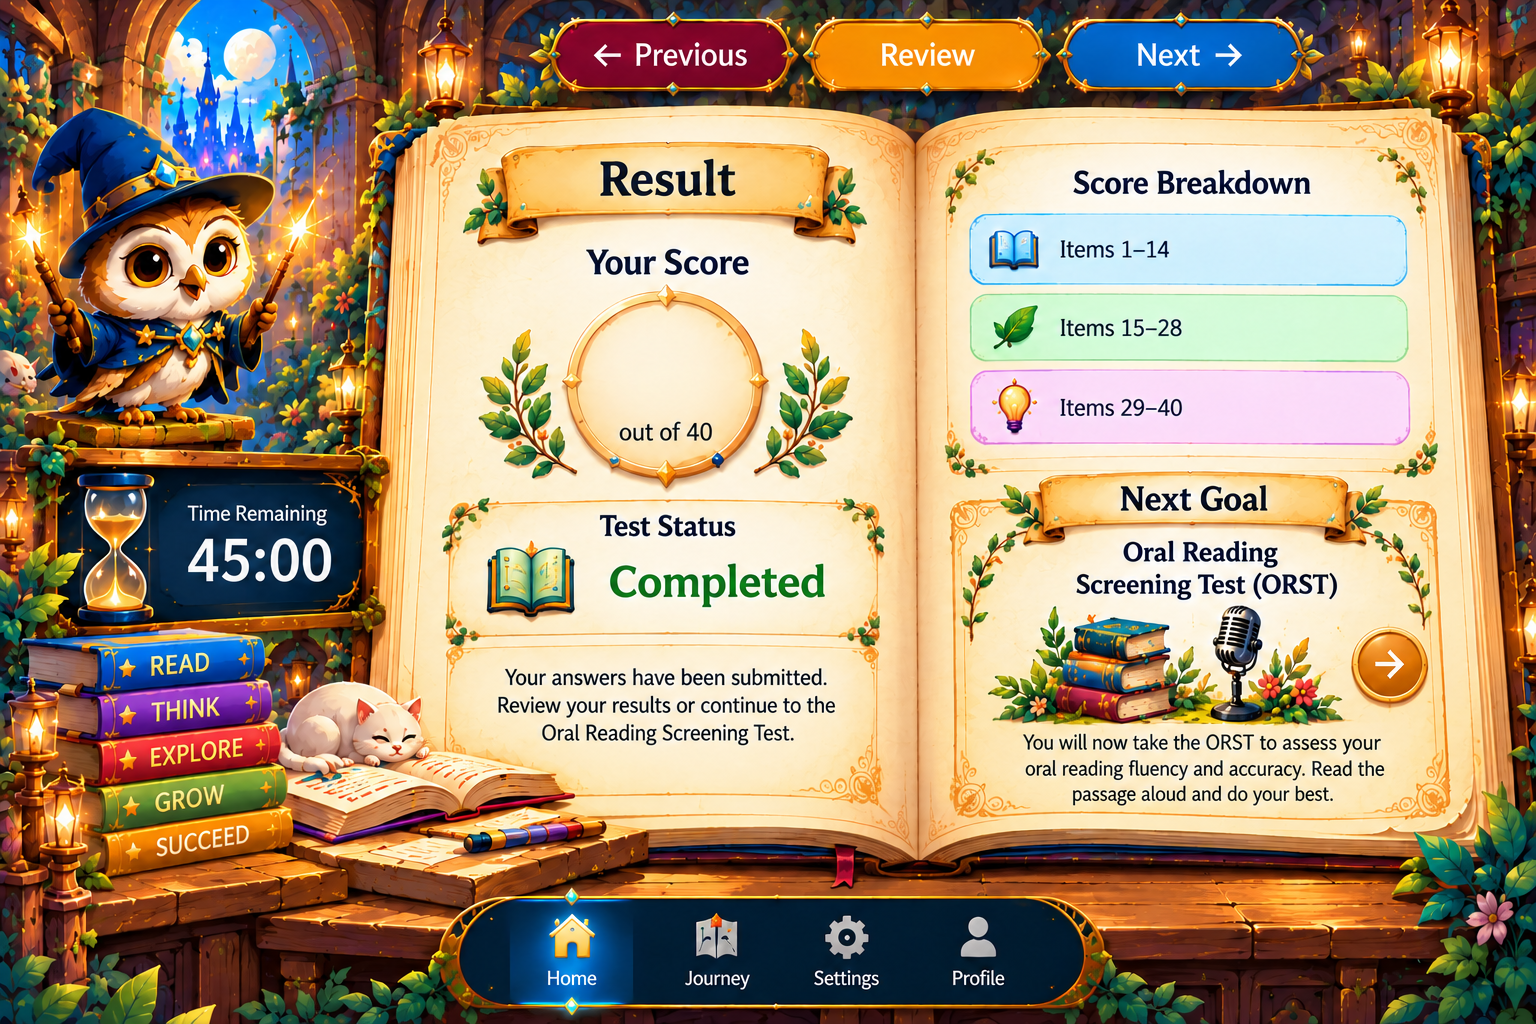 ← Previous
Review
Next →
Result
Your Score
out of 40
Test Status
Completed
Your answers have been submitted.
Review your results or continue to the
Oral Reading Screening Test.
Score Breakdown
Items 1–14
Items 15–28
Items 29–40
Next Goal
Oral Reading
Screening Test (ORST)
You will now take the ORST to assess your
oral reading fluency and accuracy. Read the
passage aloud and do your best.
Time Remaining
45:00
READ
THINK
EXPLORE
GROW
SUCCEED
Home
Journey
Settings
Profile